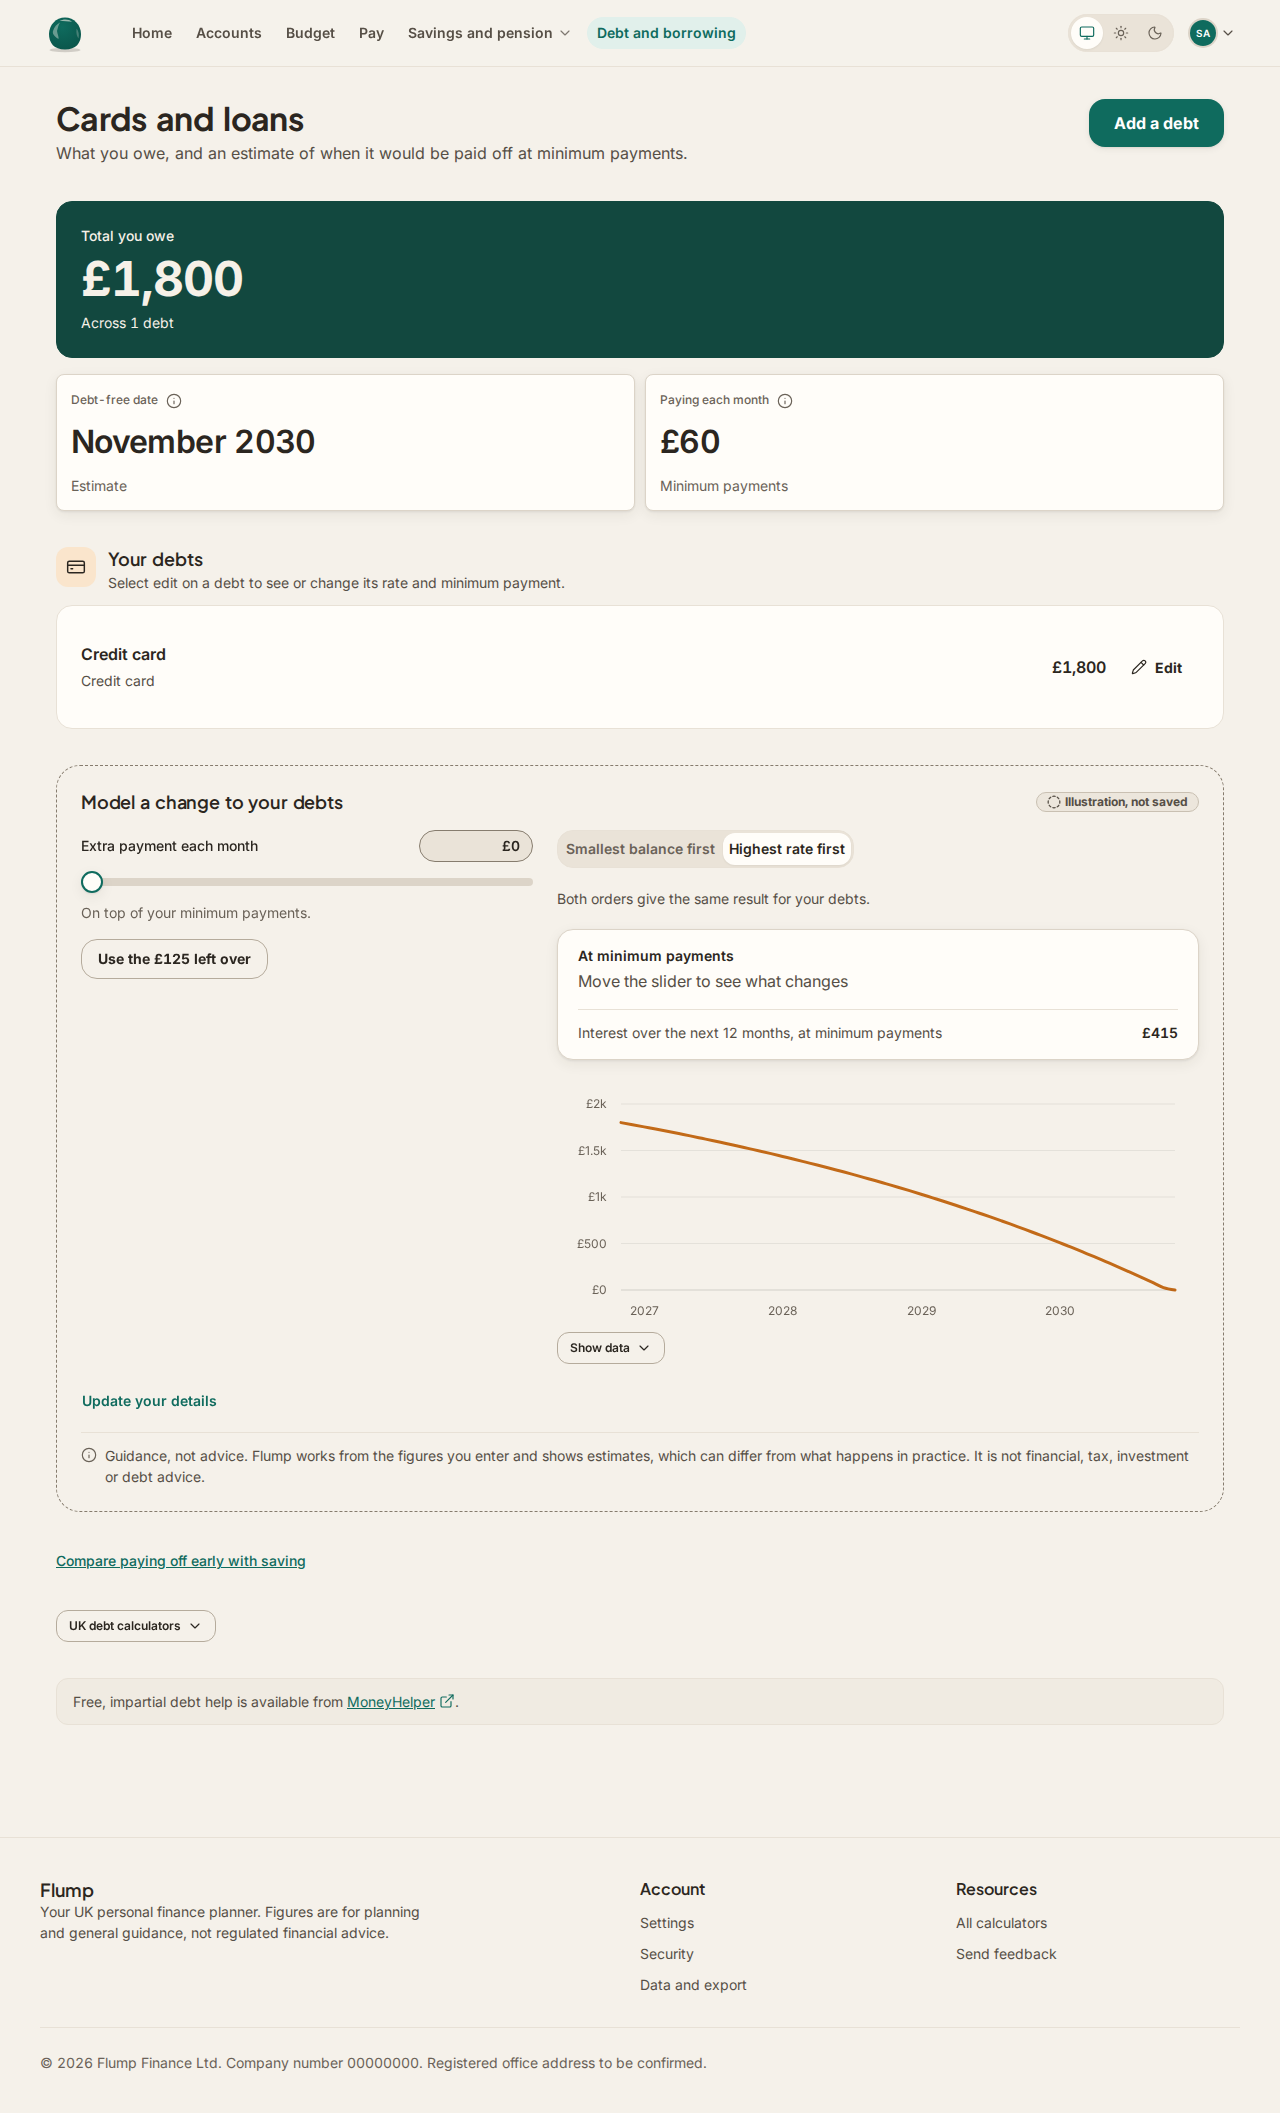 Home
Accounts
Budget
Pay
Savings and pension
Debt and borrowing
SA
Cards and loans
Add a debt
What you owe, and an estimate of when it would be paid off at minimum payments.
Total you owe
£1,800
Across 1 debt
Debt-free date
November 2030
Estimate
Paying each month
£60
Minimum payments
Your debts
Select edit on a debt to see or change its rate and minimum payment.
Credit card
Credit card
£1,800
Edit
Model a change to your debts
Illustration, not saved
Extra payment each month
£0
On top of your minimum payments.
Use the £125 left over
Smallest balance first
Highest rate first
Both orders give the same result for your debts.
At minimum payments
Move the slider to see what changes
Interest over the next 12 months, at minimum payments
£415
£2k
£1.5k
£1k
£500
£0
2027
2028
2029
2030
Show data
Update your details
Guidance, not advice. Flump works from the figures you enter and shows estimates, which can differ from what happens in practice. It is not financial, tax, investment
or debt advice.
Compare paying off early with saving
UK debt calculators
Free, impartial debt help is available from MoneyHelper.
Flump
Your UK personal finance planner. Figures are for planning
and general guidance, not regulated financial advice.
Account
Settings
Security
Data and export
Resources
All calculators
Send feedback
© 2026 Flump Finance Ltd. Company number 00000000. Registered office address to be confirmed.